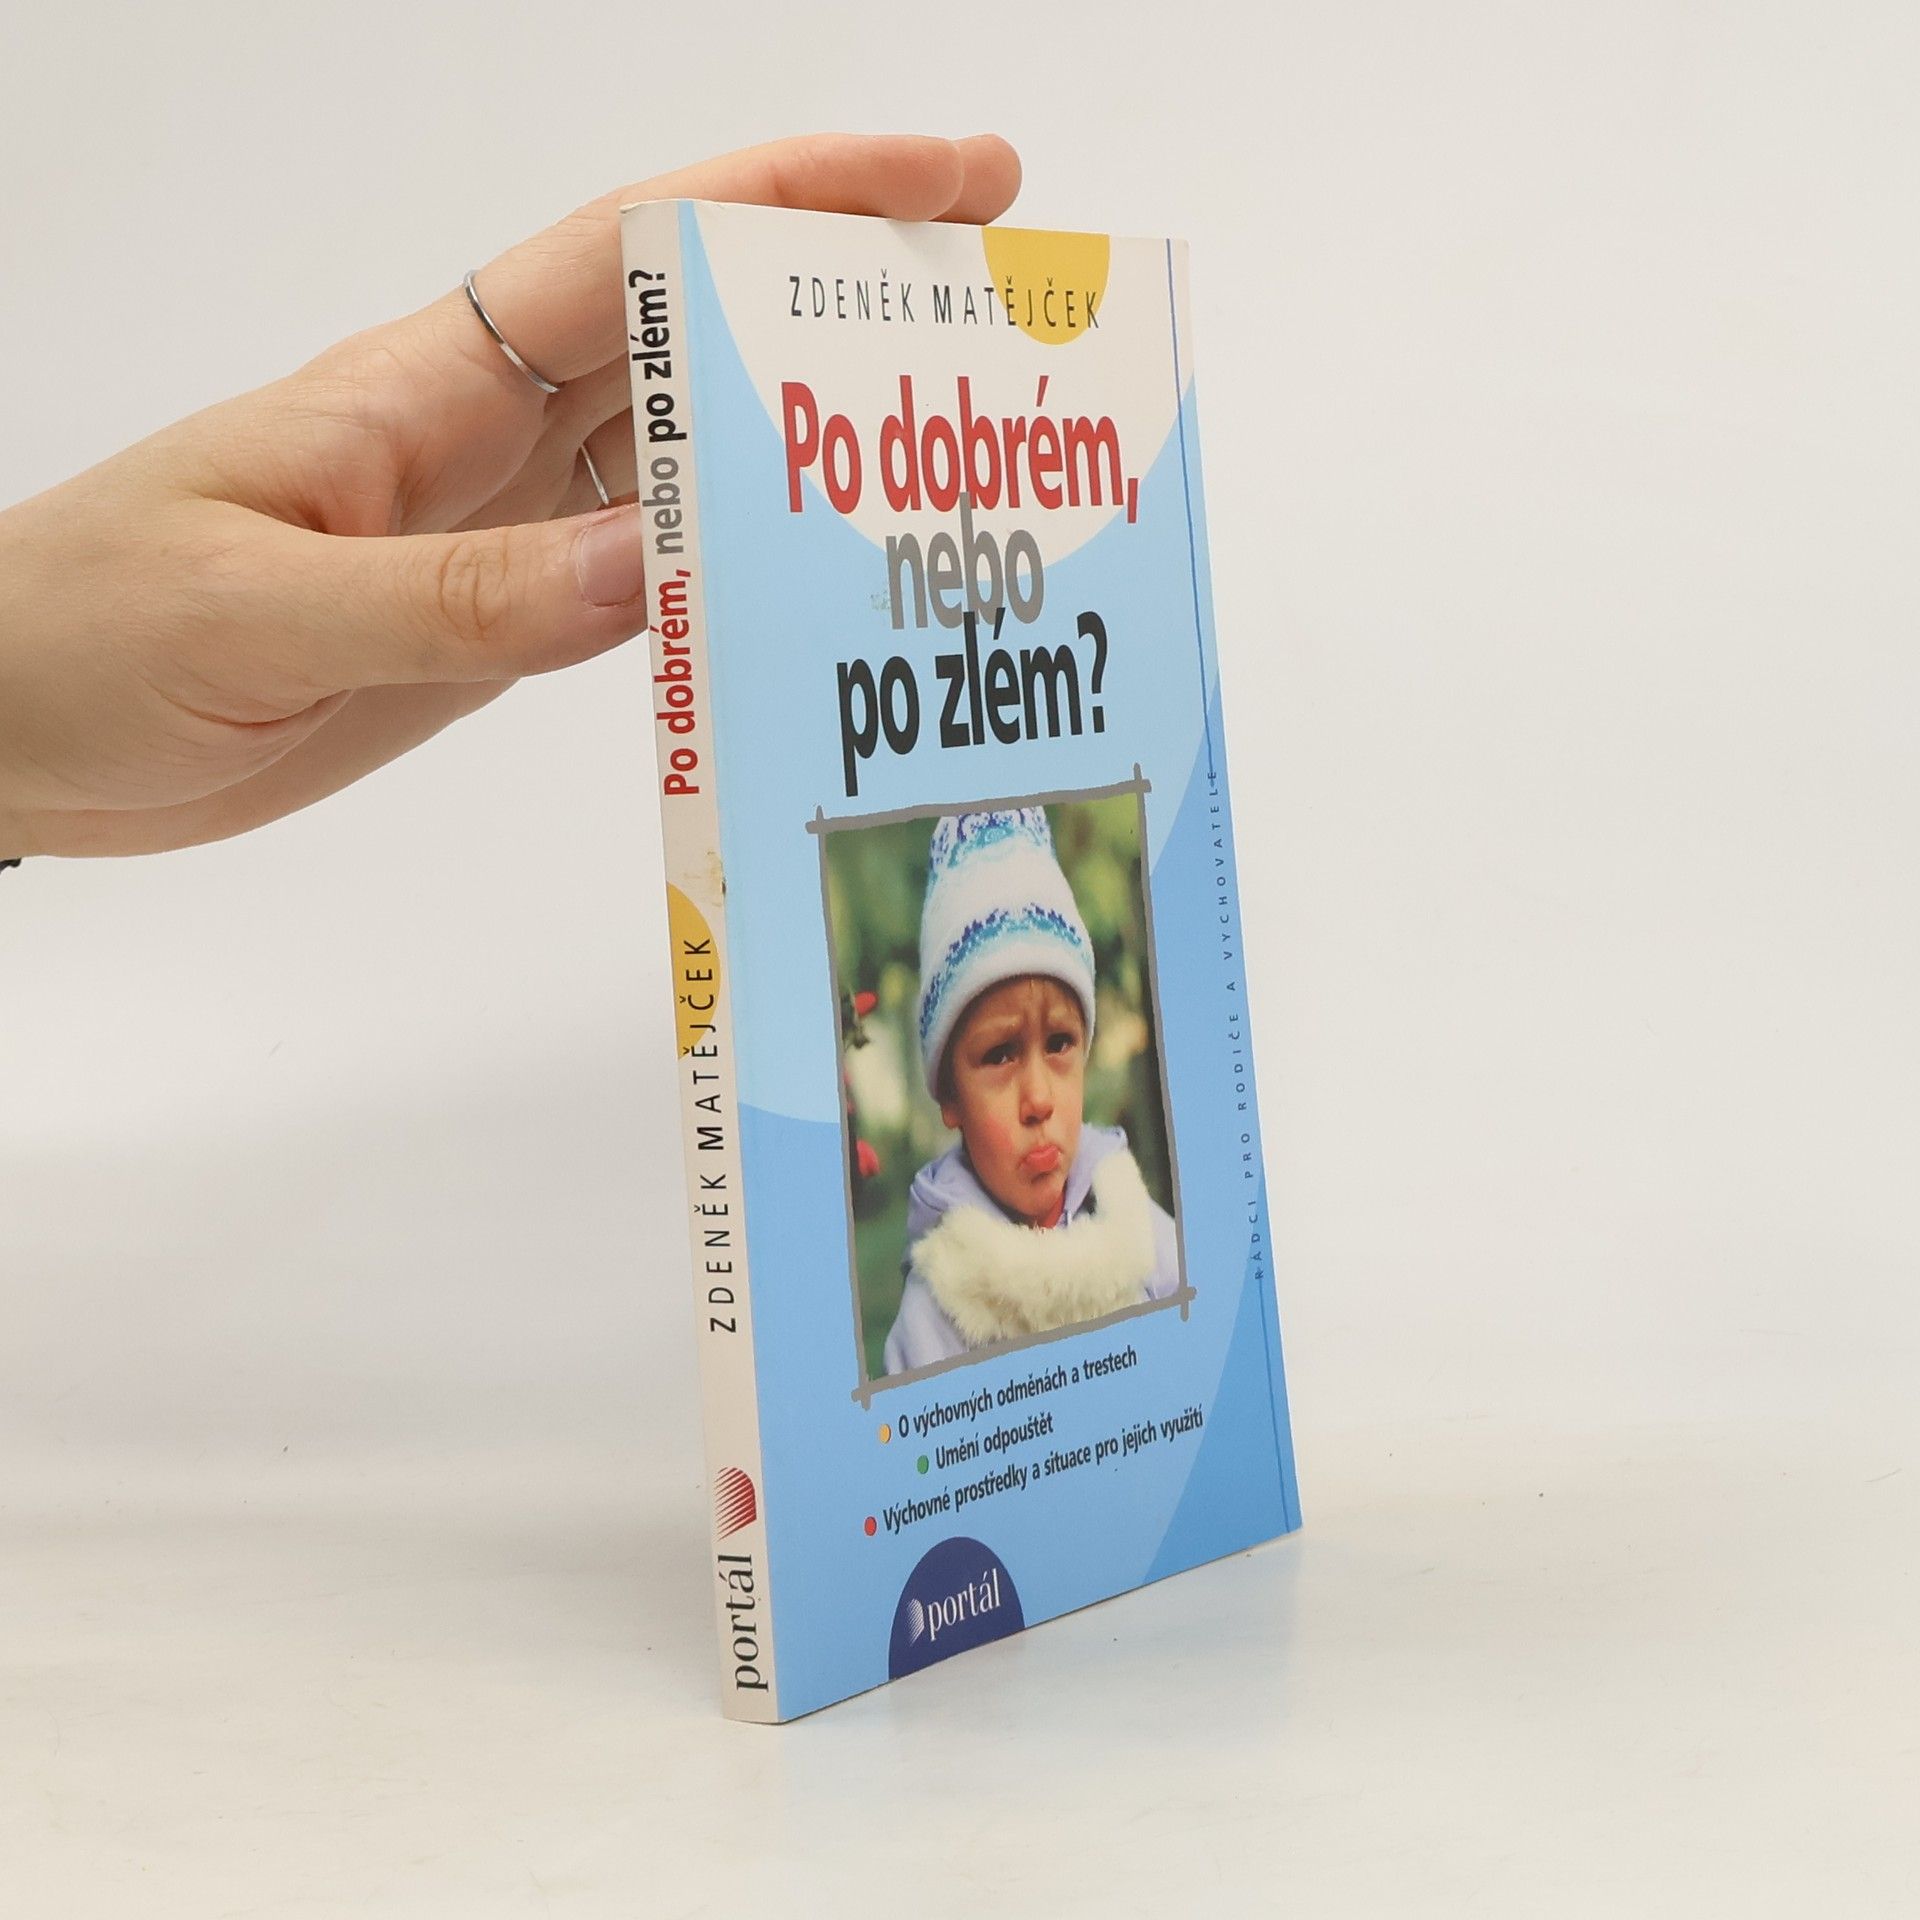 Po dobrém, nebo po zlém?
ZDENĚK MATĚJČEK
portál
ZDENĚK MATĚJČEK
Po dobrém,
nebo
po zlém?
RÁDCI PRO RODIČE A VYCHOVATELE
O výchovných odměnách a trestech
Umění odpouštět
Výchovné prostředky a situace pro jejich využití
portál